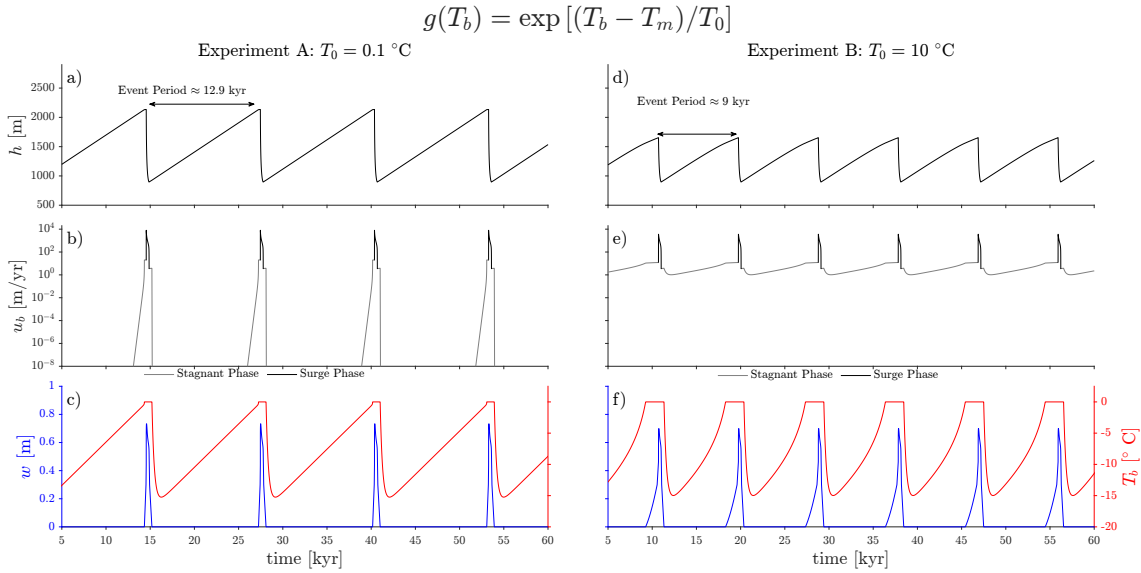 g(T_b) = exp [(T_b − T_m)/T_0]
Experiment A: T_0 = 0.1 °C
a)
Event Period ≈ 12.9 kyr
h [m]
2500
2000
1500
1000
500
b)
u_b [m/yr]
10^4
10^2
10^0
10^-2
10^-4
10^-6
10^-8
Stagnant Phase
Surge Phase
c)
w [m]
1
0.8
0.6
0.4
0.2
0
5 10 15 20 25 30 35 40 45 50 55 60
time [kyr]
Experiment B: T_0 = 10 °C
d)
Event Period ≈ 9 kyr
e)
Stagnant Phase
Surge Phase
f)
0
-5
-10
-15
-20
T_b [° C]
5 10 15 20 25 30 35 40 45 50 55 60
time [kyr]